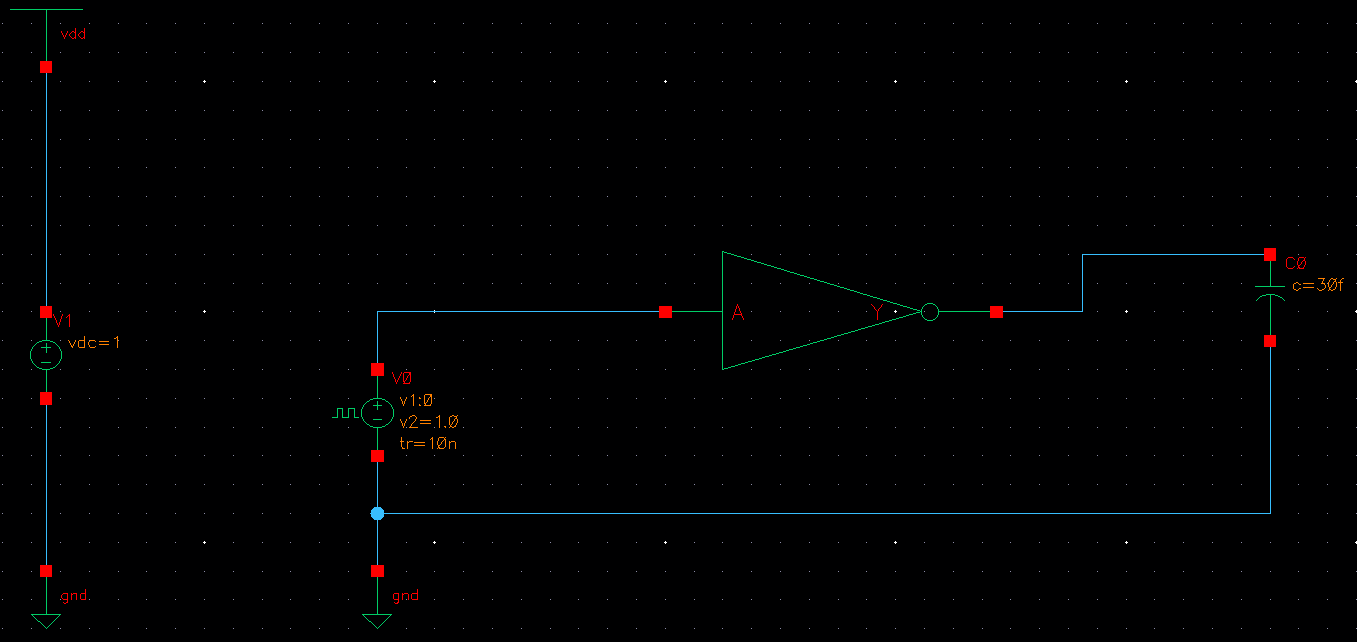 vdd
V1
vdc=1
gnd
V0
v1:0
v2=1.0
tr=10n
gnd
A
Y
C0
c=30f